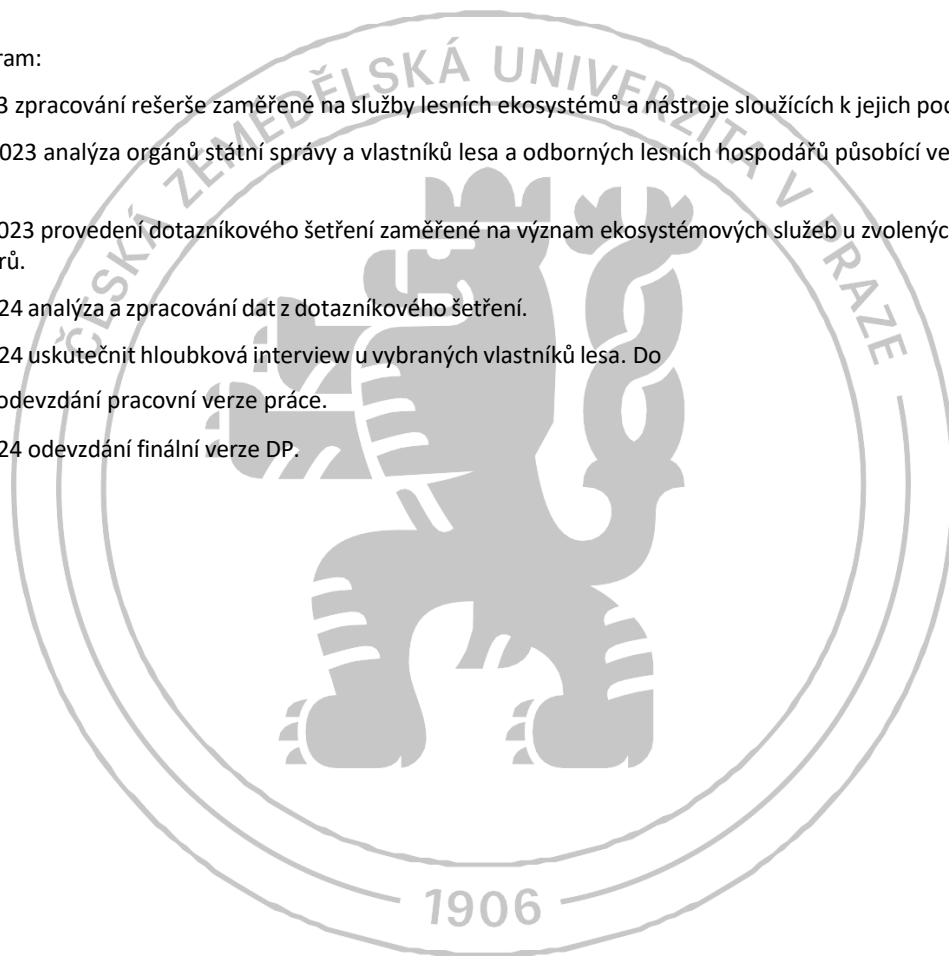 ram:
3 zpracování rešerše zaměřené na služby lesních ekosystémů a nástroje sloužících k jejich pod
023 analýza orgánů státní správy a vlastníků lesa a odborných lesních hospodářů působící ve
023 provedení dotazníkového šetření zaměřené na význam ekosystémových služeb u zvolených
rů.
24 analýza a zpracování dat z dotazníkového šetření.
24 uskutečnit hloubková interview u vybraných vlastníků lesa. Do
odevzdání pracovní verze práce.
24 odevzdání finální verze DP.
ČESKÁ ZEMĚDĚLSKÁ UNIVERZITA V PRAZE
1906